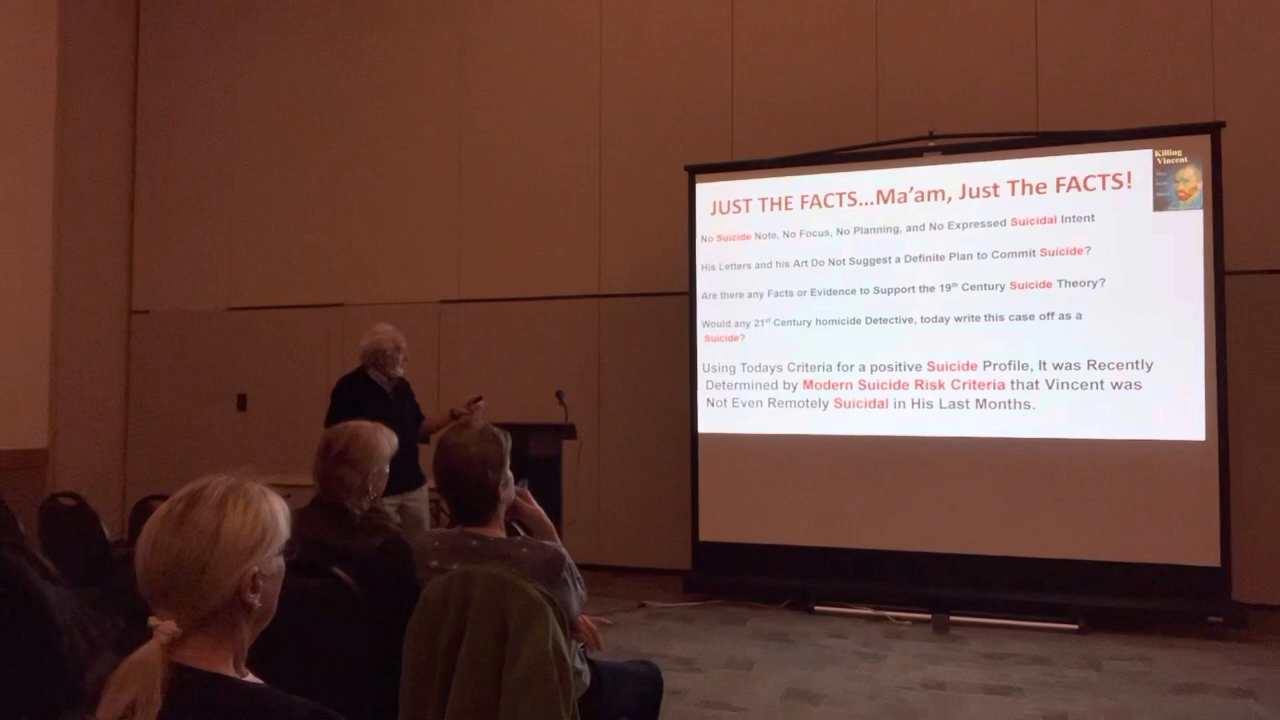 JUST THE FACTS...Ma'am, Just The FACTS!
Killing
Vincent
No Suicide Note, No Focus, No Planning, and No Expressed Suicidal Intent
His Letters and his Art Do Not Suggest a Definite Plan to Commit Suicide?
Are there any Facts or Evidence to Support the 19th Century Suicide Theory?
Would any 21st Century homicide Detective, today write this case off as a
Suicide?
Using Todays Criteria for a positive Suicide Profile, It was Recently
Determined by Modern Suicide Risk Criteria that Vincent was
Not Even Remotely Suicidal in His Last Months.